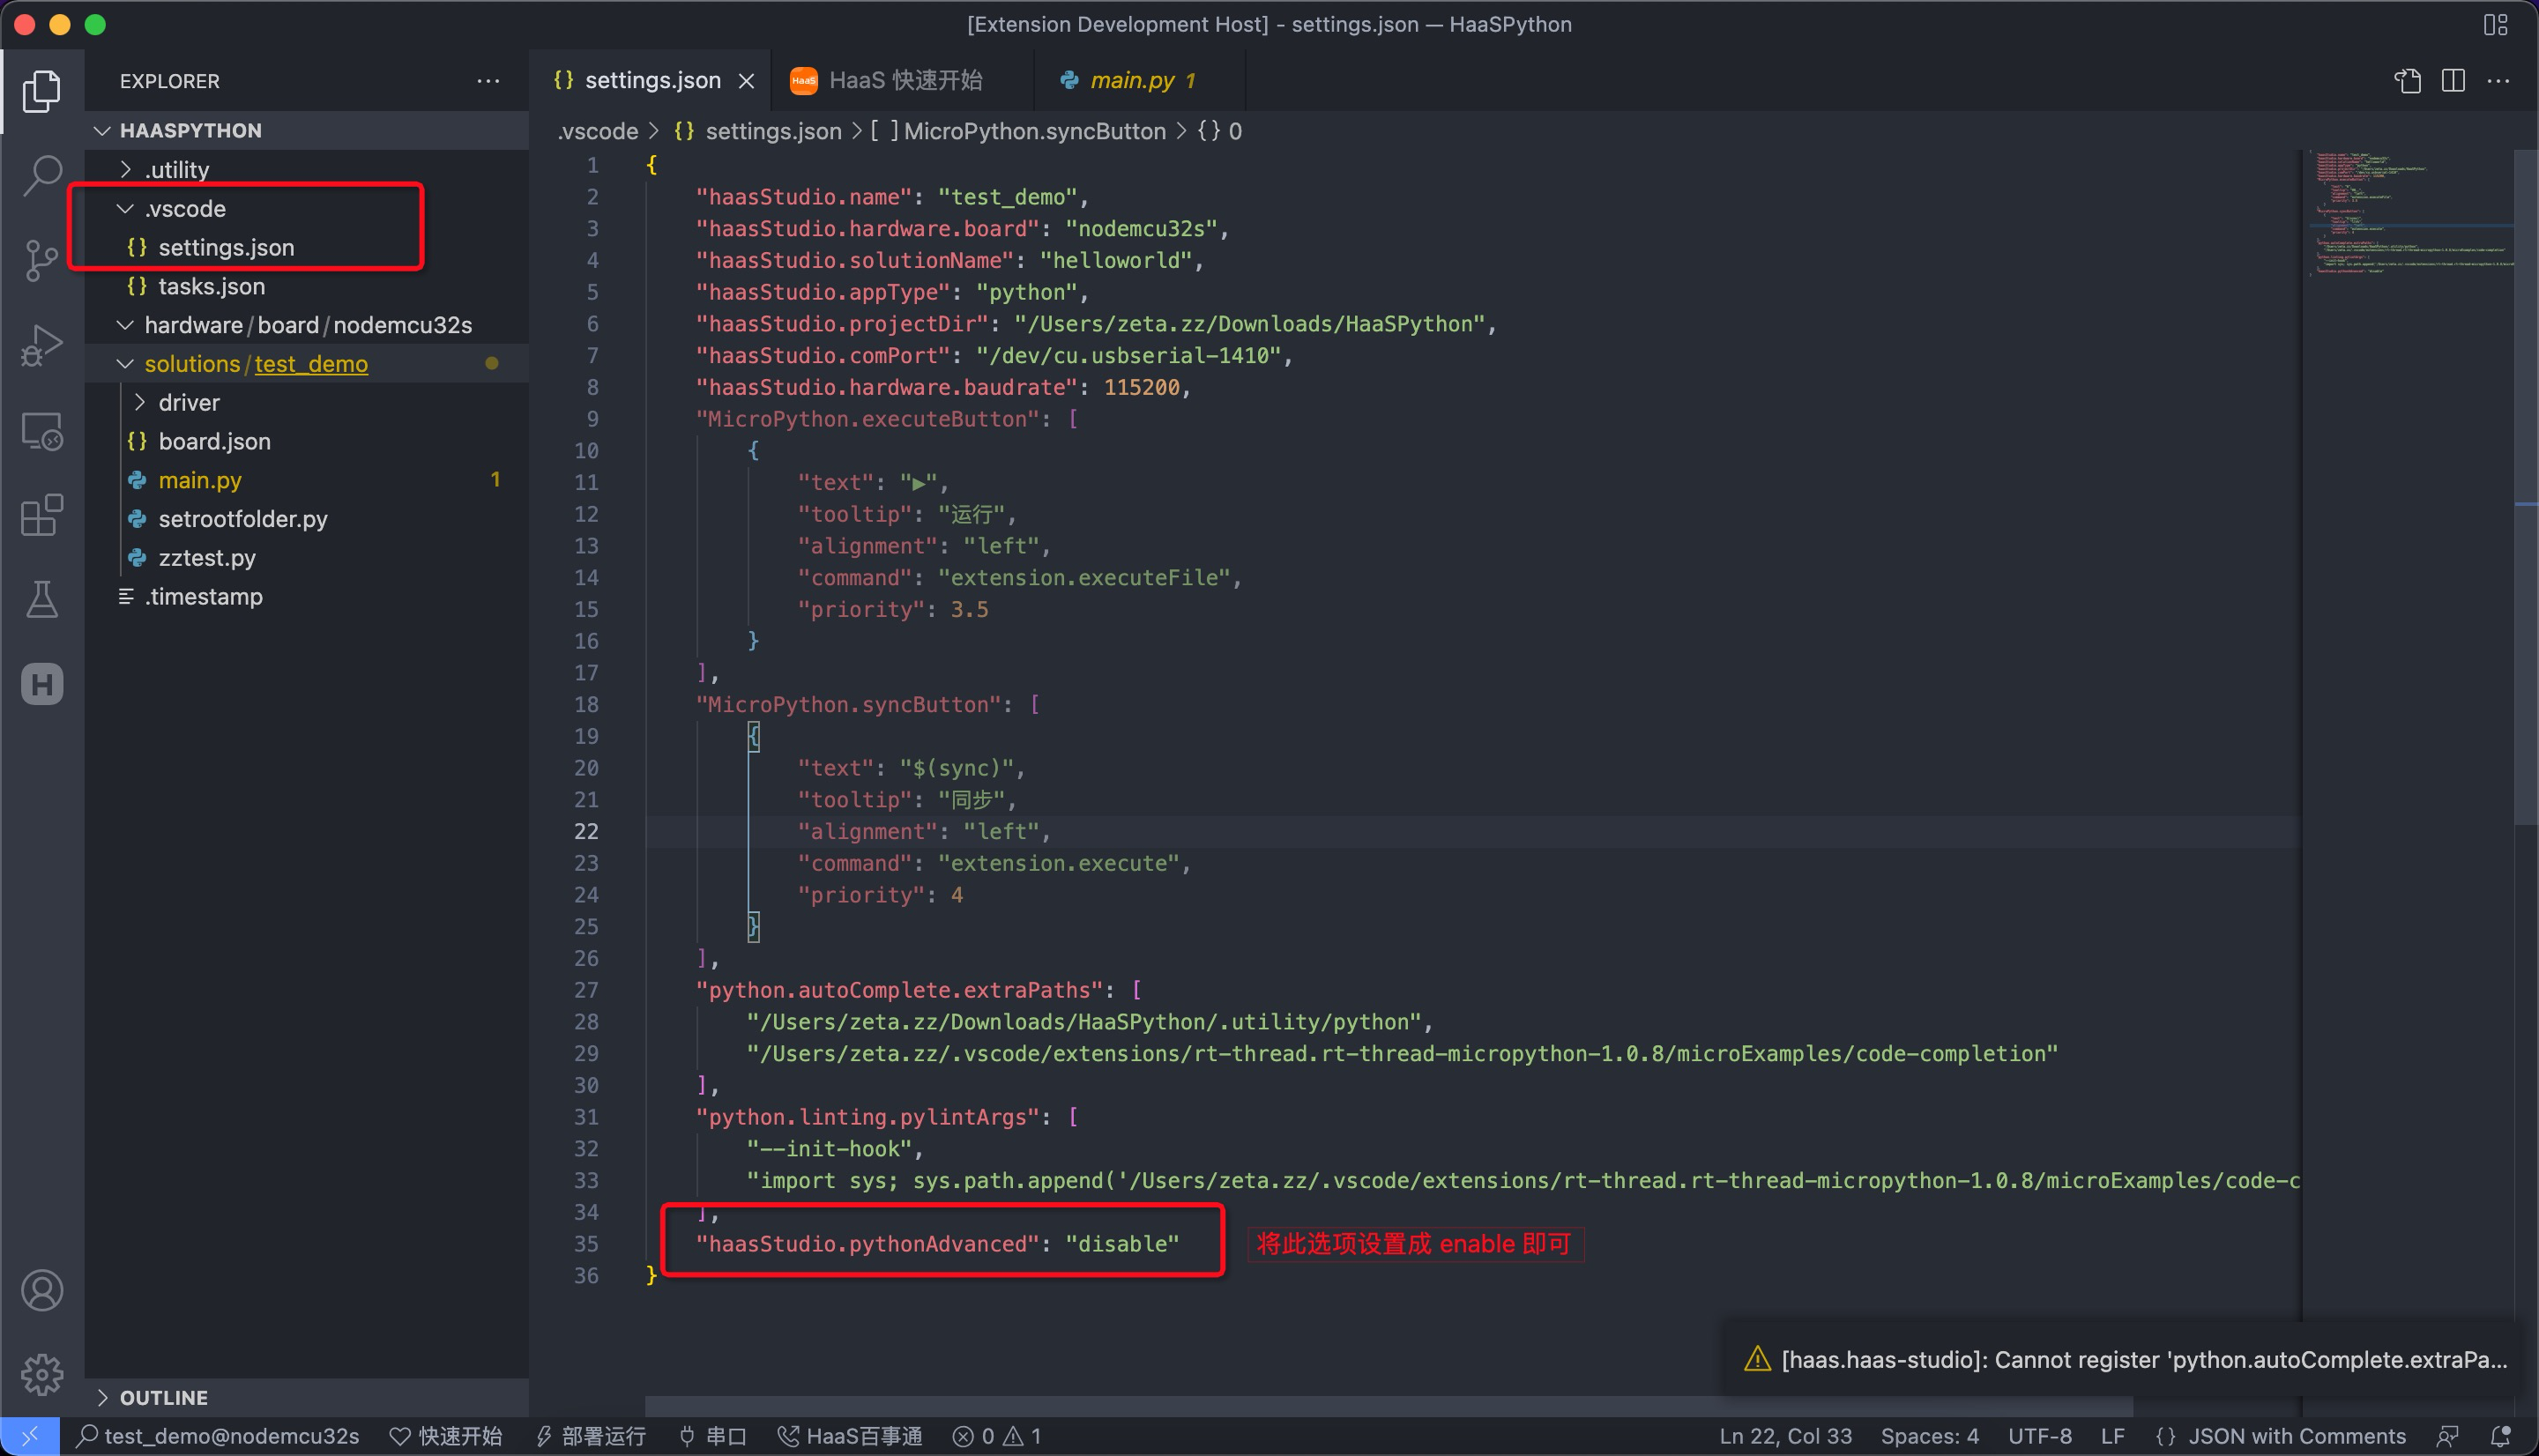 [Extension Development Host] - settings.json — HaaSPython
EXPLORER
HAASPYTHON
.utility
.vscode
settings.json
tasks.json
hardware/board/nodemcu32s
solutions/test_demo
driver
board.json
main.py 1
setrootfolder.py
zztest.py
.timestamp
OUTLINE
settings.json
HaaS HaaS 快速开始
main.py 1
.vscode > {} settings.json > [ ] MicroPython.syncButton > {} 0
1 {
2 "haasStudio.name": "test_demo",
3 "haasStudio.hardware.board": "nodemcu32s",
4 "haasStudio.solutionName": "helloworld",
5 "haasStudio.appType": "python",
6 "haasStudio.projectDir": "/Users/zeta.zz/Downloads/HaaSPython",
7 "haasStudio.comPort": "/dev/cu.usbserial-1410",
8 "haasStudio.hardware.baudrate": 115200,
9 "MicroPython.executeButton": [
10 {
11 "text": "▶",
12 "tooltip": "运行",
13 "alignment": "left",
14 "command": "extension.executeFile",
15 "priority": 3.5
16 }
17 ],
18 "MicroPython.syncButton": [
19 {
20 "text": "$(sync)",
21 "tooltip": "同步",
22 "alignment": "left",
23 "command": "extension.execute",
24 "priority": 4
25 }
26 ],
27 "python.autoComplete.extraPaths": [
28 "/Users/zeta.zz/Downloads/HaaSPython/.utility/python",
29 "/Users/zeta.zz/.vscode/extensions/rt-thread.rt-thread-micropython-1.0.8/microExamples/code-completion"
30 ],
31 "python.linting.pylintArgs": [
32 "--init-hook",
33 "import sys; sys.path.append('/Users/zeta.zz/.vscode/extensions/rt-thread.rt-thread-micropython-1.0.8/microExamples/code-c
34 ],
35 "haasStudio.pythonAdvanced": "disable"
将此选项设置成 enable 即可
36 }
[haas.haas-studio]: Cannot register 'python.autoComplete.extraPa...
test_demo@nodemcu32s 快速开始 部署运行 串口 HaaS百事通 0 1
Ln 22, Col 33 Spaces: 4 UTF-8 LF {} JSON with Comments